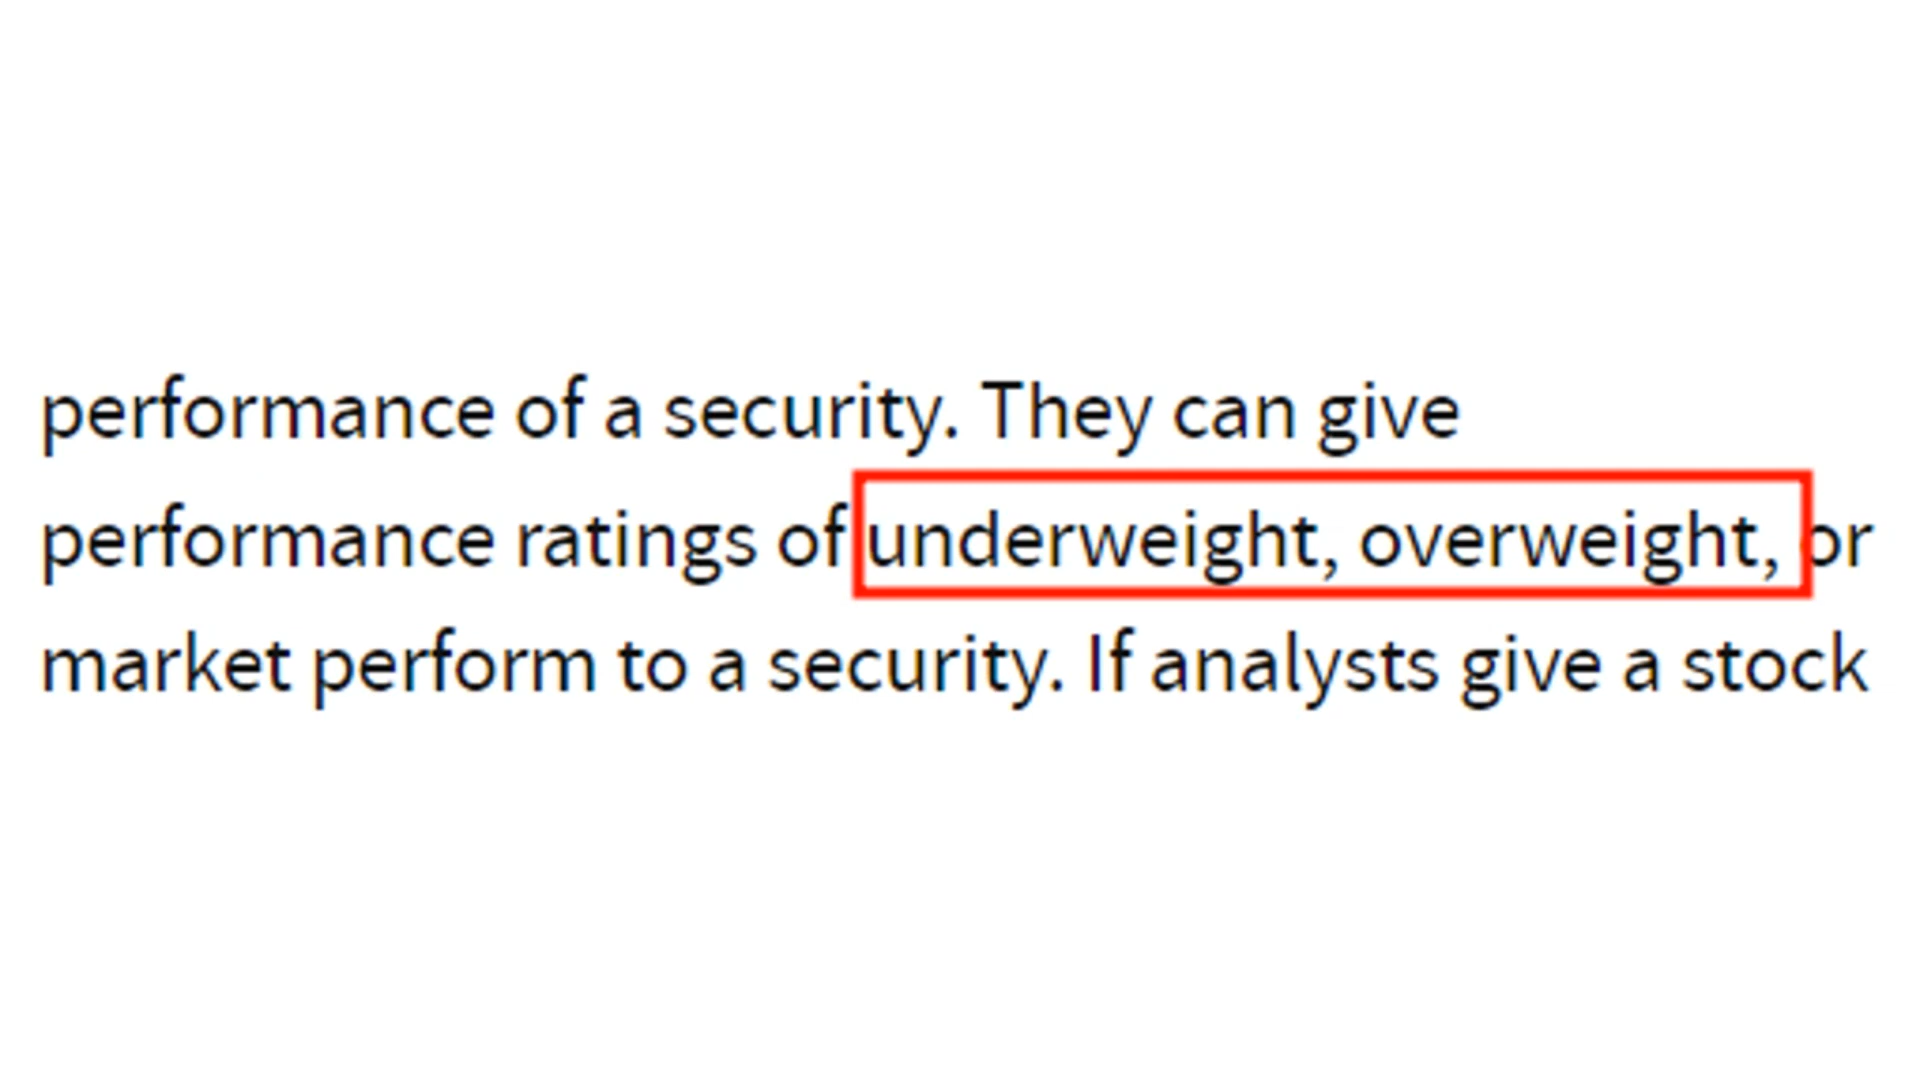 performance of a security. They can give
performance ratings of underweight, overweight, or
market perform to a security. If analysts give a stock